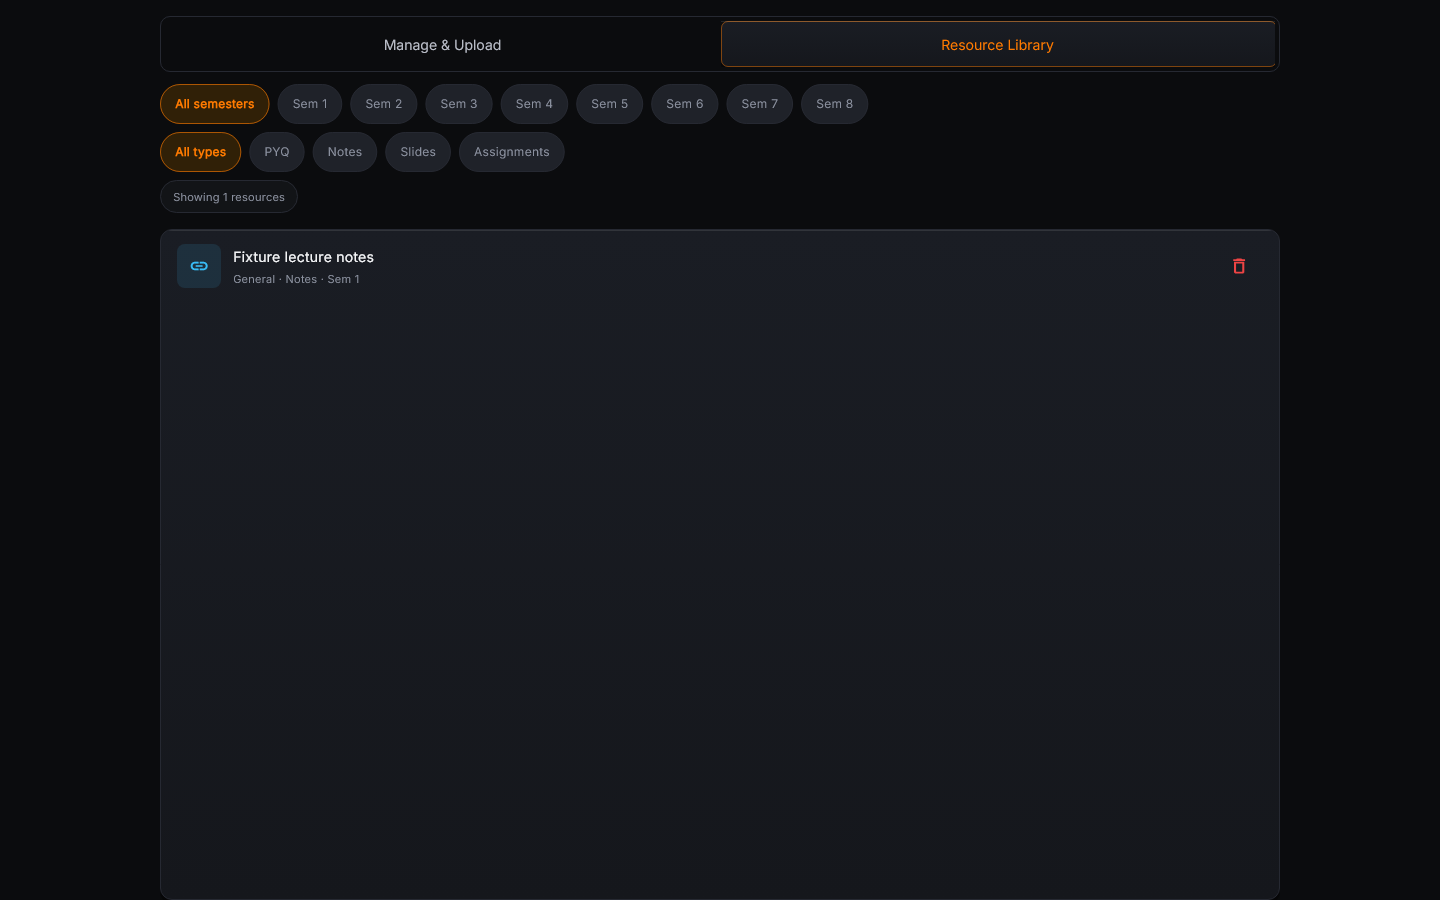 Manage & Upload Resource Library
All semesters Sem 1 Sem 2 Sem 3 Sem 4 Sem 5 Sem 6 Sem 7 Sem 8
All types PYQ Notes Slides Assignments
Showing 1 resources
Fixture lecture notes
General · Notes · Sem 1